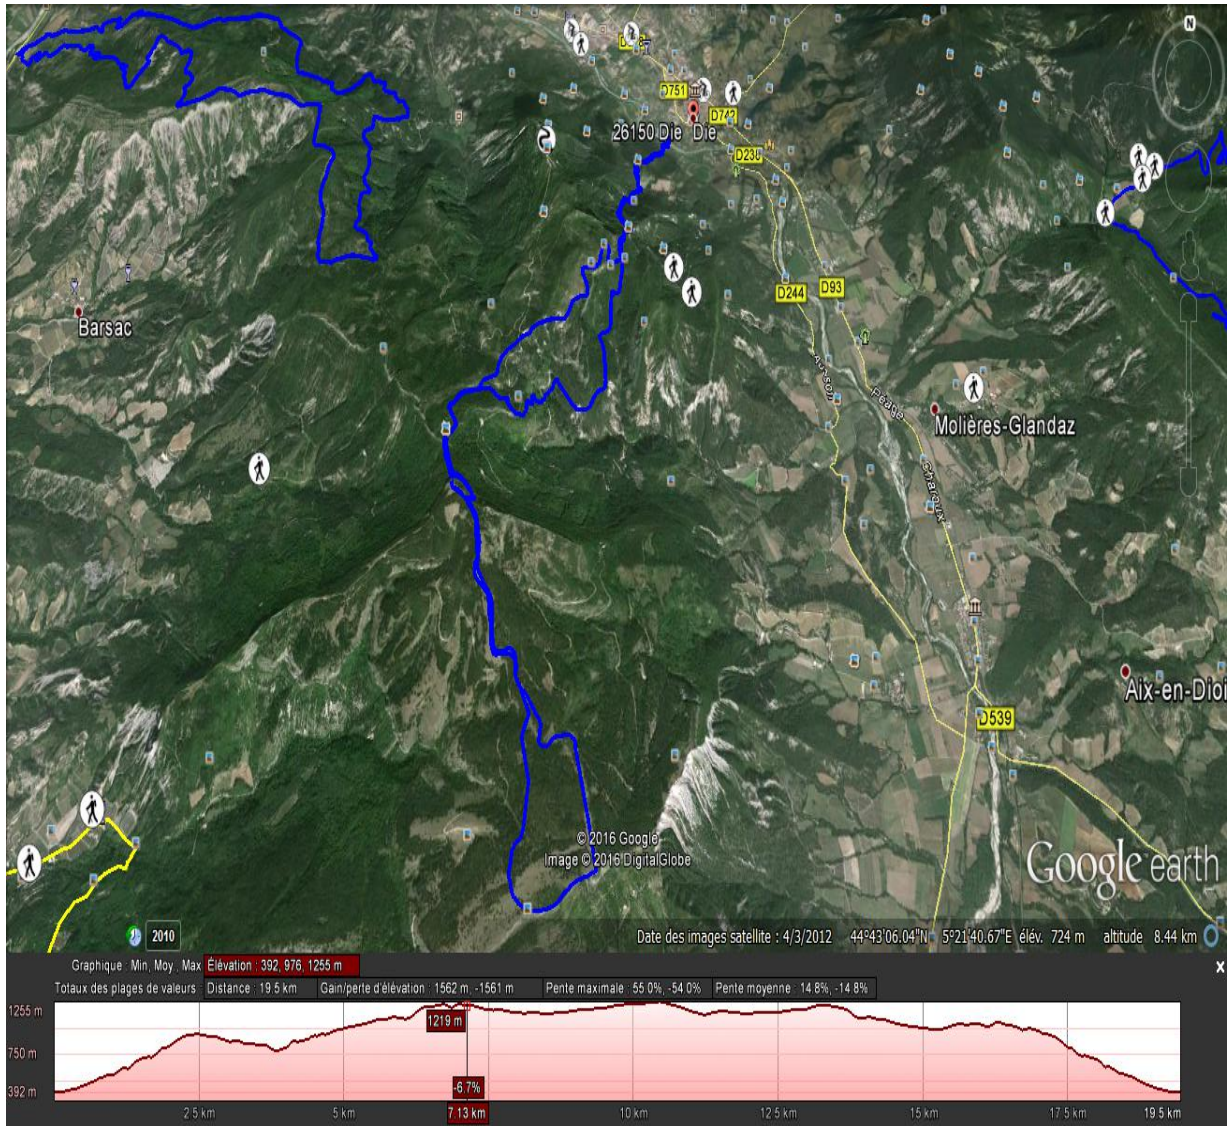 N
D751
D742
26150 Die Die
D238
D244
D93
Barsac
Péage
Molières-Glandaz
Charoux
Aix-en-Dioi
D539
© 2016 Google
Image © 2016 DigitalGlobe
Google earth
2010
Date des images satellite : 4/3/2012 44°43'06.04"N 5°21'40.67"E élév. 724 m altitude 8.44 km
Graphique : Min, Moy., Max Élévation : 392, 976, 1255 m
x
Totaux des plages de valeurs : Distance : 19.5 km Gain/perte d'élévation : 1562 m, -1561 m Pente maximale : 55.0%, -54.0% Pente moyenne : 14.8%, -14.8%
1255 m
1219 m
750 m
392 m
-6.7%
2.5 km 5 km 7.13 km 10 km 12.5 km 15 km 17.5 km 19.5 km